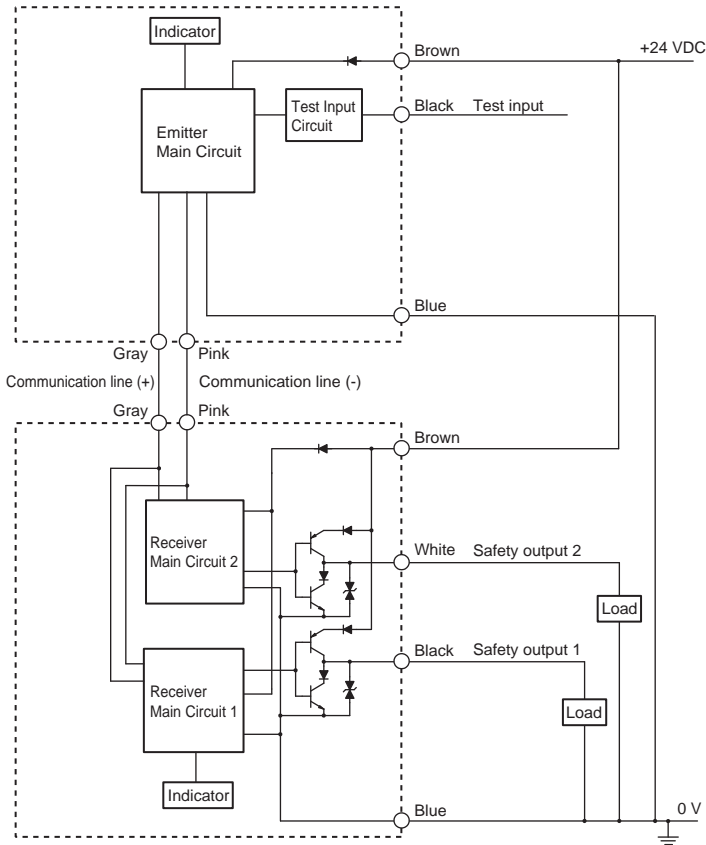 Indicator
Brown
+24 VDC
Emitter
Main Circuit
Test Input
Circuit
Black Test input
Blue
Gray
Pink
Communication line (+)
Communication line (-)
Gray
Pink
Brown
Receiver
Main Circuit 2
White Safety output 2
Load
Black Safety output 1
Receiver
Main Circuit 1
Load
Indicator
Blue
0 V